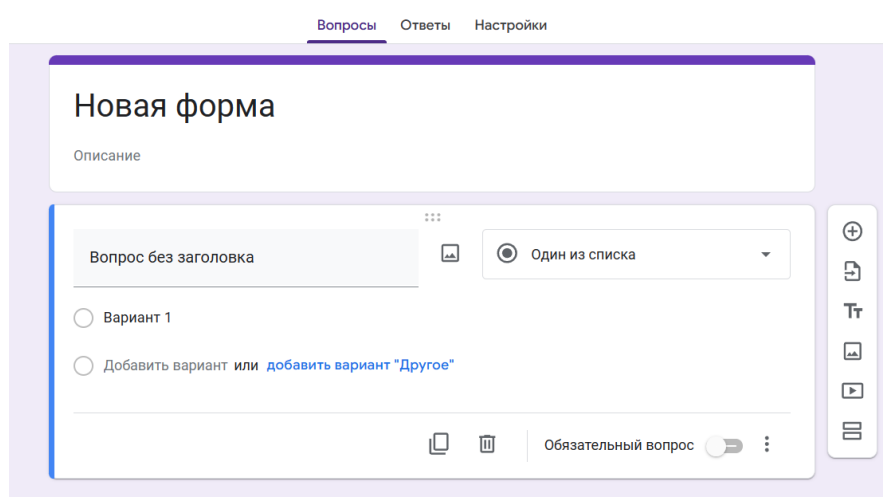 Вопросы Ответы Настройки
Новая форма
Описание
Вопрос без заголовка
Один из списка
Вариант 1
Добавить вариант или добавить вариант "Другое"
Обязательный вопрос
Тт